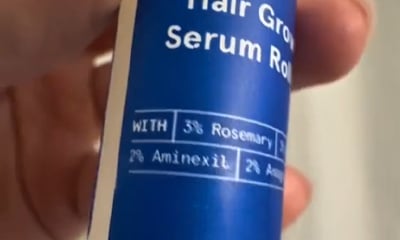 Hair
Serum
WITH 3% Rosemary
2% Aminexil 2%